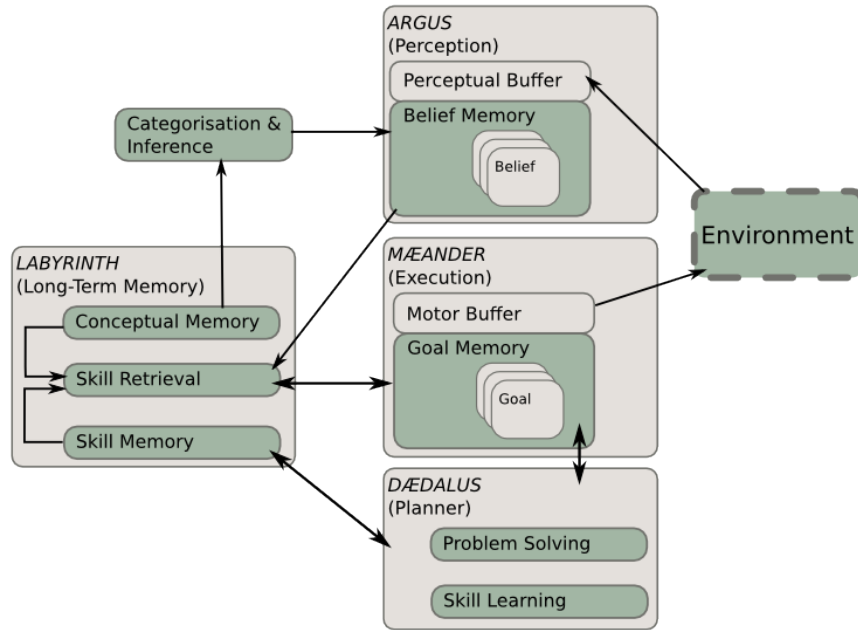 ARGUS
(Perception)
Perceptual Buffer
Belief Memory
Belief
Categorisation &
Inference
Environment
LABYRINTH
(Long-Term Memory)
Conceptual Memory
Skill Retrieval
Skill Memory
MÆANDER
(Execution)
Motor Buffer
Goal Memory
Goal
DÆDALUS
(Planner)
Problem Solving
Skill Learning